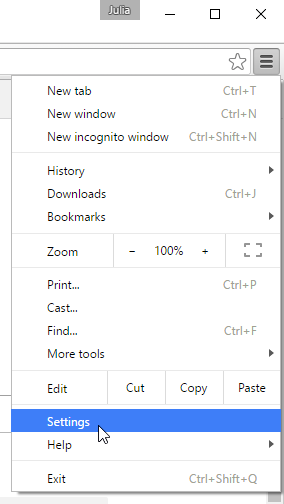 Julia
New tab Ctrl+T
New window Ctrl+N
New incognito window Ctrl+Shift+N
History
Downloads Ctrl+J
Bookmarks
Zoom − 100% +
Print... Ctrl+P
Cast...
Find... Ctrl+F
More tools
Edit Cut Copy Paste
Settings
Help
Exit Ctrl+Shift+Q